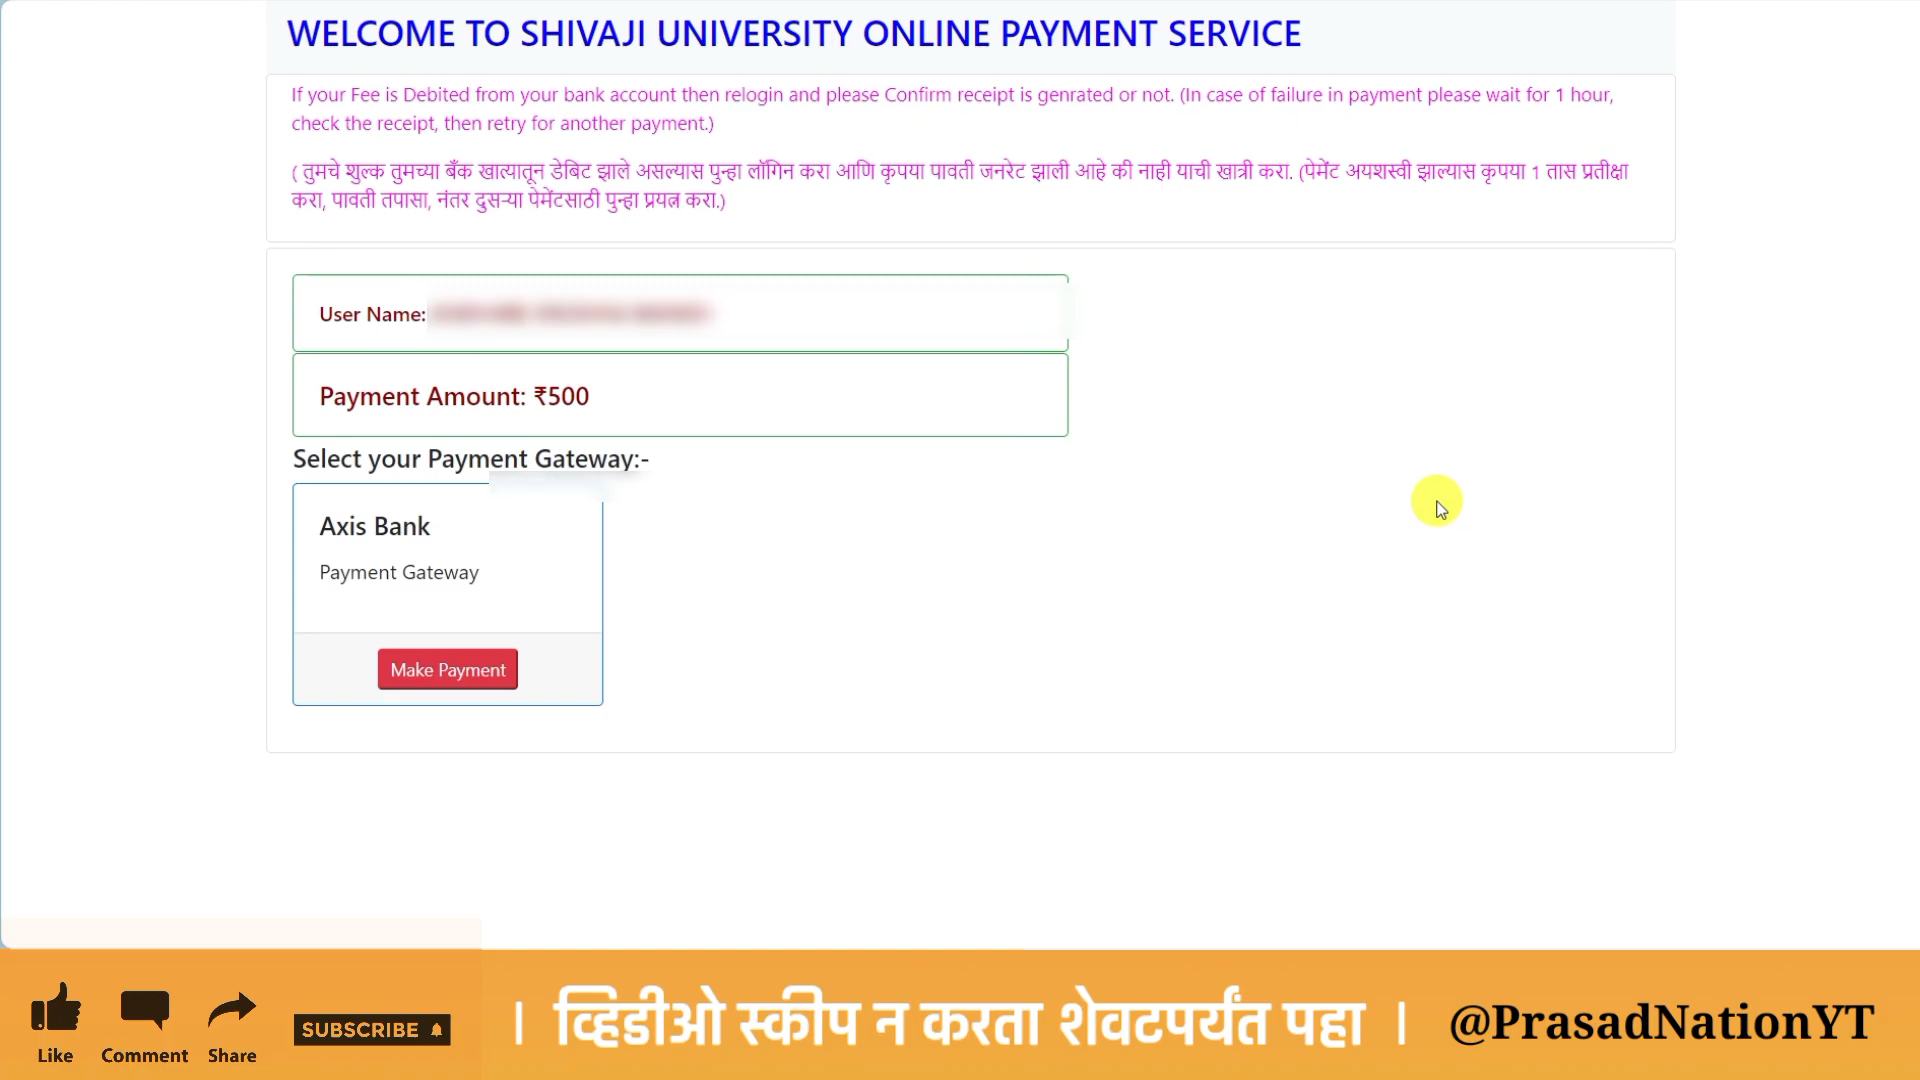 WELCOME TO SHIVAJI UNIVERSITY ONLINE PAYMENT SERVICE
If your Fee is Debited from your bank account then relogin and please Confirm receipt is genrated or not. (In case of failure in payment please wait for 1 hour,
check the receipt, then retry for another payment.)
( तुमचे शुल्क तुमच्या बँक खात्यातून डेबिट झाले असल्यास पुन्हा लॉगिन करा आणि कृपया पावती जनरेट झाली आहे की नाही याची खात्री करा. (पेमेंट अयशस्वी झाल्यास कृपया 1 तास प्रतीक्षा
करा, पावती तपासा, नंतर दुसऱ्या पेमेंटसाठी पुन्हा प्रयत्न करा.)
User Name:
Payment Amount: ₹500
Select your Payment Gateway:-
Axis Bank
Payment Gateway
Make Payment
Like Comment Share SUBSCRIBE | व्हिडीओ स्कीप न करता शेवटपर्यंत पहा | @PrasadNationYT